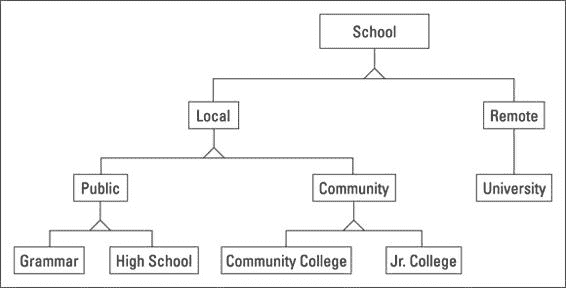 School
Local
Remote
Public
Community
University
Grammar
High School
Community College
Jr. College